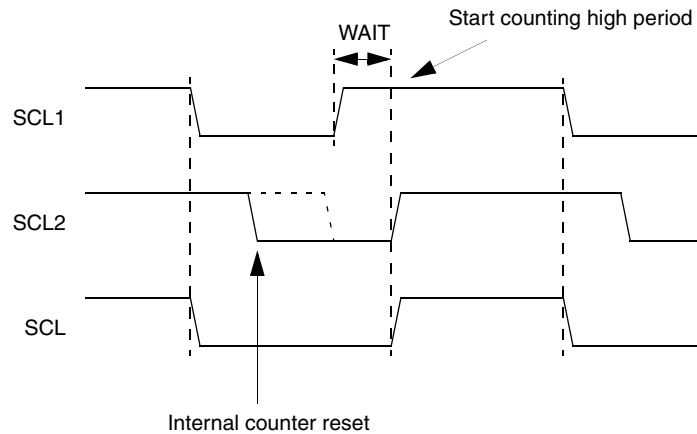 Start counting high period
WAIT
SCL1
SCL2
SCL
Internal counter reset